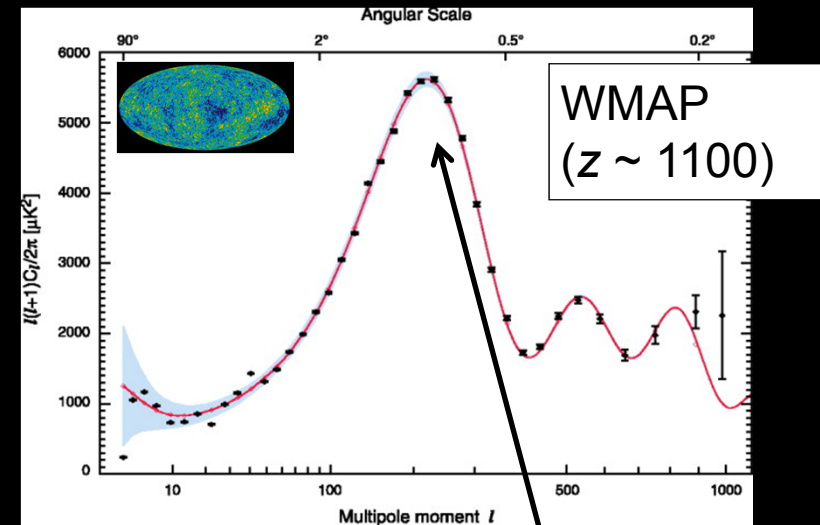 Angular Scale
90° 2° 0.5° 0.2°
6000
5000
4000
3000
2000
1000
0
l(l+1)Cl/2π [μK²]
WMAP
(z ~ 1100)
10 100 500 1000
Multipole moment l